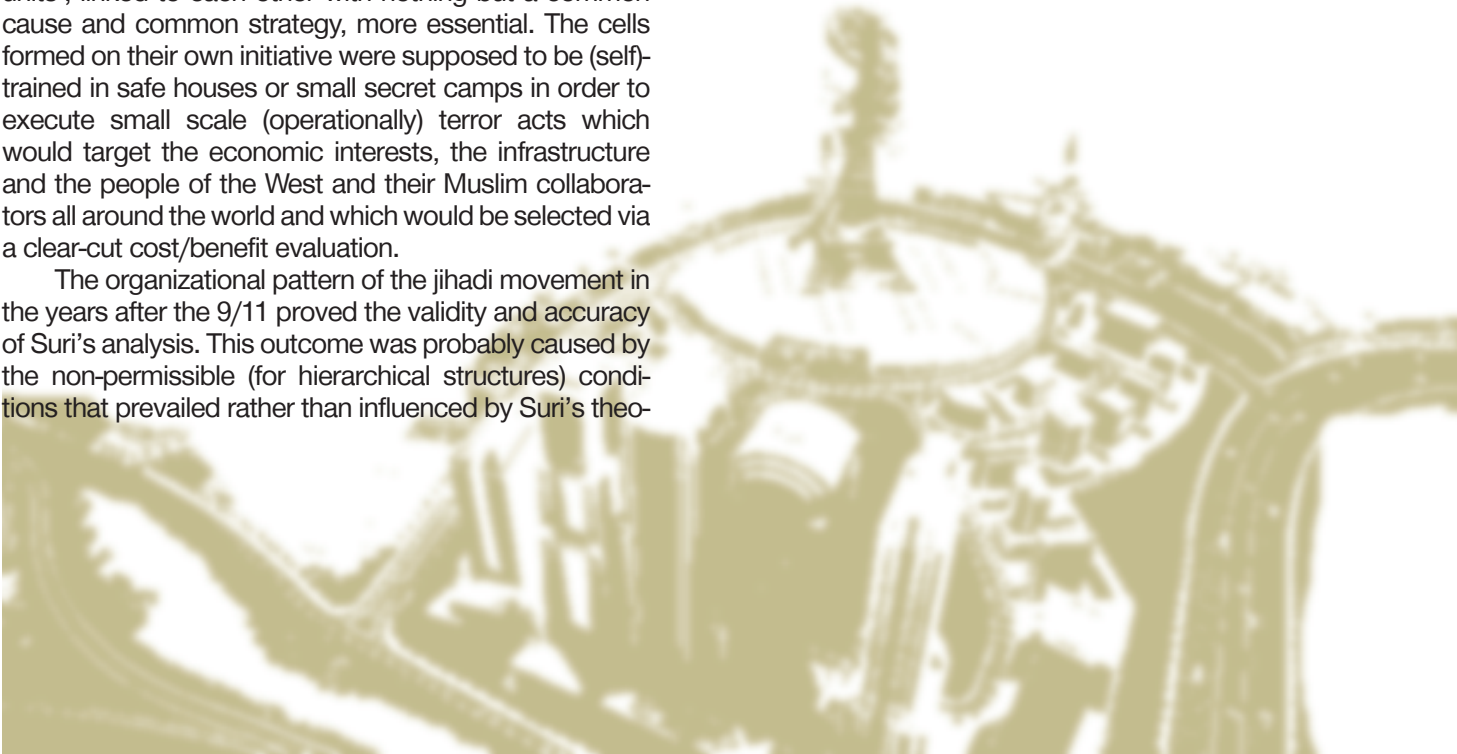 cause and common strategy, more essential. The cells
formed on their own initiative were supposed to be (self)-
trained in safe houses or small secret camps in order to
execute small scale (operationally) terror acts which
would target the economic interests, the infrastructure
and the people of the West and their Muslim collabora-
tors all around the world and which would be selected via
a clear-cut cost/benefit evaluation.
The organizational pattern of the jihadi movement in
the years after the 9/11 proved the validity and accuracy
of Suri’s analysis. This outcome was probably caused by
the non-permissible (for hierarchical structures) condi-
tions that prevailed rather than influenced by Suri’s theo-